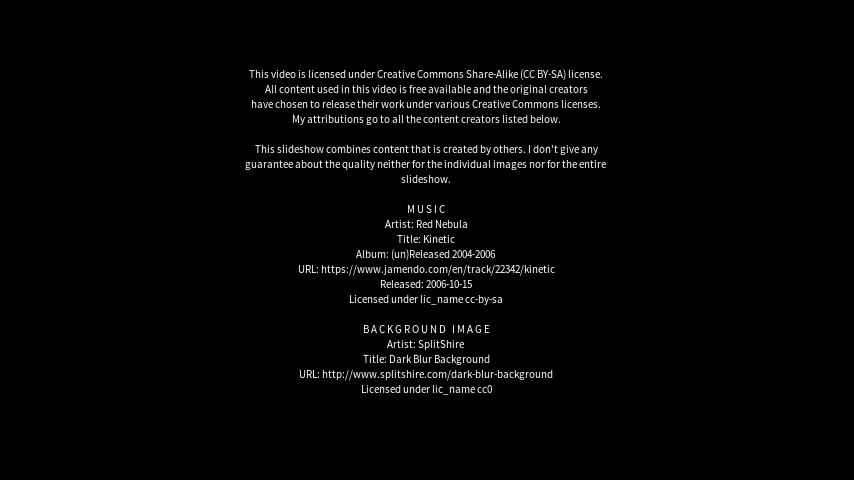 This video is licensed under Creative Commons Share-Alike (CC BY-SA) license.
All content used in this video is free available and the original creators
have chosen to release their work under various Creative Commons licenses.
My attributions go to all the content creators listed below.
This slideshow combines content that is created by others. I don't give any
guarantee about the quality neither for the individual images nor for the entire
slideshow.
MUSIC
Artist: Red Nebula
Title: Kinetic
Album: (un)Released 2004-2006
URL: https://www.jamendo.com/en/track/22342/kinetic
Released: 2006-10-15
Licensed under lic_name cc-by-sa
BACKGROUND IMAGE
Artist: SplitShire
Title: Dark Blur Background
URL: http://www.splitshire.com/dark-blur-background
Licensed under lic_name cc0